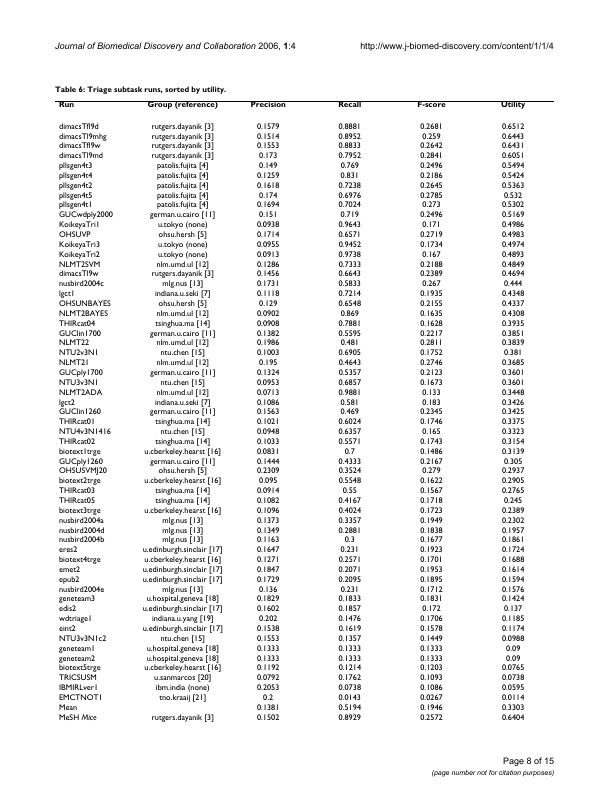 Journal of Biomedical Discovery and Collaboration 2006, 1:4 http://www.j-biomed-discovery.com/content/1/1/4
Table 6: Triage subtask runs, sorted by utility.
Run Group (reference) Precision Recall F-score Utility
dimacsTfl9d rutgers.dayanik [3] 0.1579 0.8881 0.2681 0.6512
dimacsTl9mhg rutgers.dayanik [3] 0.1514 0.8952 0.259 0.6443
dimacsTfl9w rutgers.dayanik [3] 0.1553 0.8833 0.2642 0.6431
dimacsTl9md rutgers.dayanik [3] 0.173 0.7952 0.2841 0.6051
pllsgen4t3 patolis.fujita [4] 0.149 0.769 0.2496 0.5494
pllsgen4t4 patolis.fujita [4] 0.1259 0.831 0.2186 0.5424
pllsgen4t2 patolis.fujita [4] 0.1618 0.7238 0.2645 0.5363
pllsgen4t5 patolis.fujita [4] 0.174 0.6976 0.2785 0.532
pllsgen4t1 patolis.fujita [4] 0.1694 0.7024 0.273 0.5302
GUCwdply2000 german.u.cairo [11] 0.151 0.719 0.2496 0.5169
KoikeyaTri1 u.tokyo (none) 0.0938 0.9643 0.171 0.4986
OHSUVP ohsu.hersh [5] 0.1714 0.6571 0.2719 0.4983
KoikeyaTri3 u.tokyo (none) 0.0955 0.9452 0.1734 0.4974
KoikeyaTri2 u.tokyo (none) 0.0913 0.9738 0.167 0.4893
NLMT2SVM nlm.umd.ul [12] 0.1286 0.7333 0.2188 0.4849
dimacsTl9w rutgers.dayanik [3] 0.1456 0.6643 0.2389 0.4694
nusbird2004c mlg.nus [13] 0.1731 0.5833 0.267 0.444
lgct1 indiana.u.seki [7] 0.1118 0.7214 0.1935 0.4348
OHSUNBAYES ohsu.hersh [5] 0.129 0.6548 0.2155 0.4337
NLMT2BAYES nlm.umd.ul [12] 0.0902 0.869 0.1635 0.4308
THIRcat04 tsinghua.ma [14] 0.0908 0.7881 0.1628 0.3935
GUClin1700 german.u.cairo [11] 0.1382 0.5595 0.2217 0.3851
NLMT22 nlm.umd.ul [12] 0.1986 0.481 0.2811 0.3839
NTU2v3N1 ntu.chen [15] 0.1003 0.6905 0.1752 0.381
NLMT21 nlm.umd.ul [12] 0.195 0.4643 0.2746 0.3685
GUCply1700 german.u.cairo [11] 0.1324 0.5357 0.2123 0.3601
NTU3v3N1 ntu.chen [15] 0.0953 0.6857 0.1673 0.3601
NLMT2ADA nlm.umd.ul [12] 0.0713 0.9881 0.133 0.3448
lgct2 indiana.u.seki [7] 0.1086 0.581 0.183 0.3426
GUClin1260 german.u.cairo [11] 0.1563 0.469 0.2345 0.3425
THIRcat01 tsinghua.ma [14] 0.1021 0.6024 0.1746 0.3375
NTU4v3N1416 ntu.chen [15] 0.0948 0.6357 0.165 0.3323
THIRcat02 tsinghua.ma [14] 0.1033 0.5571 0.1743 0.3154
biotext1trge u.cberkeley.hearst [16] 0.0831 0.7 0.1486 0.3139
GUCply1260 german.u.cairo [11] 0.1444 0.4333 0.2167 0.305
OHSUSVMJ20 ohsu.hersh [5] 0.2309 0.3524 0.279 0.2937
biotext2trge u.cberkeley.hearst [16] 0.095 0.5548 0.1622 0.2905
THIRcat03 tsinghua.ma [14] 0.0914 0.55 0.1567 0.2765
THIRcat05 tsinghua.ma [14] 0.1082 0.4167 0.1718 0.245
biotext3trge u.cberkeley.hearst [16] 0.1096 0.4024 0.1723 0.2389
nusbird2004a mlg.nus [13] 0.1373 0.3357 0.1949 0.2302
nusbird2004d mlg.nus [13] 0.1349 0.2881 0.1838 0.1957
nusbird2004b mlg.nus [13] 0.1163 0.3 0.1677 0.1861
eres2 u.edinburgh.sinclair [17] 0.1647 0.231 0.1923 0.1724
biotext4trge u.cberkeley.hearst [16] 0.1271 0.2571 0.1701 0.1688
emet2 u.edinburgh.sinclair [17] 0.1847 0.2071 0.1953 0.1614
epub2 u.edinburgh.sinclair [17] 0.1729 0.2095 0.1895 0.1594
nusbird2004e mlg.nus [13] 0.136 0.231 0.1712 0.1576
geneteam3 u.hospital.geneva [18] 0.1829 0.1833 0.1831 0.1424
edis2 u.edinburgh.sinclair [17] 0.1602 0.1857 0.172 0.137
wdtriage1 indiana.u.yang [19] 0.202 0.1476 0.1706 0.1185
eint2 u.edinburgh.sinclair [17] 0.1538 0.1619 0.1578 0.1174
NTU3v3N1c2 ntu.chen [15] 0.1553 0.1357 0.1449 0.0988
geneteam1 u.hospital.geneva [18] 0.1333 0.1333 0.1333 0.09
geneteam2 u.hospital.geneva [18] 0.1333 0.1333 0.1333 0.09
biotext5trge u.cberkeley.hearst [16] 0.1192 0.1214 0.1203 0.0765
TRICSUSM u.sanmarcos [20] 0.0792 0.1762 0.1093 0.0738
IBMIRLver1 ibm.india (none) 0.2053 0.0738 0.1086 0.0595
EMCTNOT1 tno.kraaij [21] 0.2 0.0143 0.0267 0.0114
Mean 0.1381 0.5194 0.1946 0.3303
MeSH Mice rutgers.dayanik [3] 0.1502 0.8929 0.2572 0.6404
Page 8 of 15
(page number not for citation purposes)